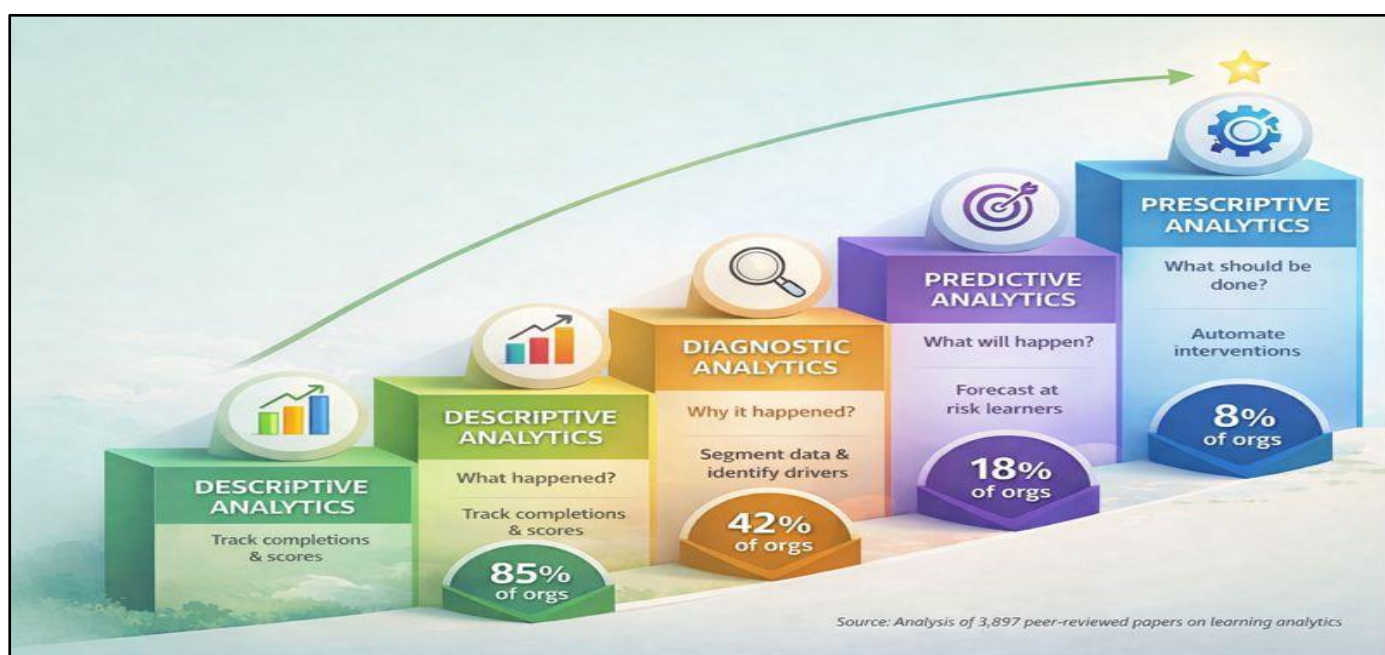 DESCRIPTIVE
ANALYTICS
Track completions
& scores
DESCRIPTIVE
ANALYTICS
What happened?
Track completions
& scores
85%
of orgs
DIAGNOSTIC
ANALYTICS
Why it happened?
Segment data &
identify drivers
42%
of orgs
PREDICTIVE
ANALYTICS
What will happen?
Forecast at
risk learners
18%
of orgs
PRESCRIPTIVE
ANALYTICS
What should be
done?
Automate
interventions
8%
of orgs
Source: Analysis of 3,897 peer-reviewed papers on learning analytics